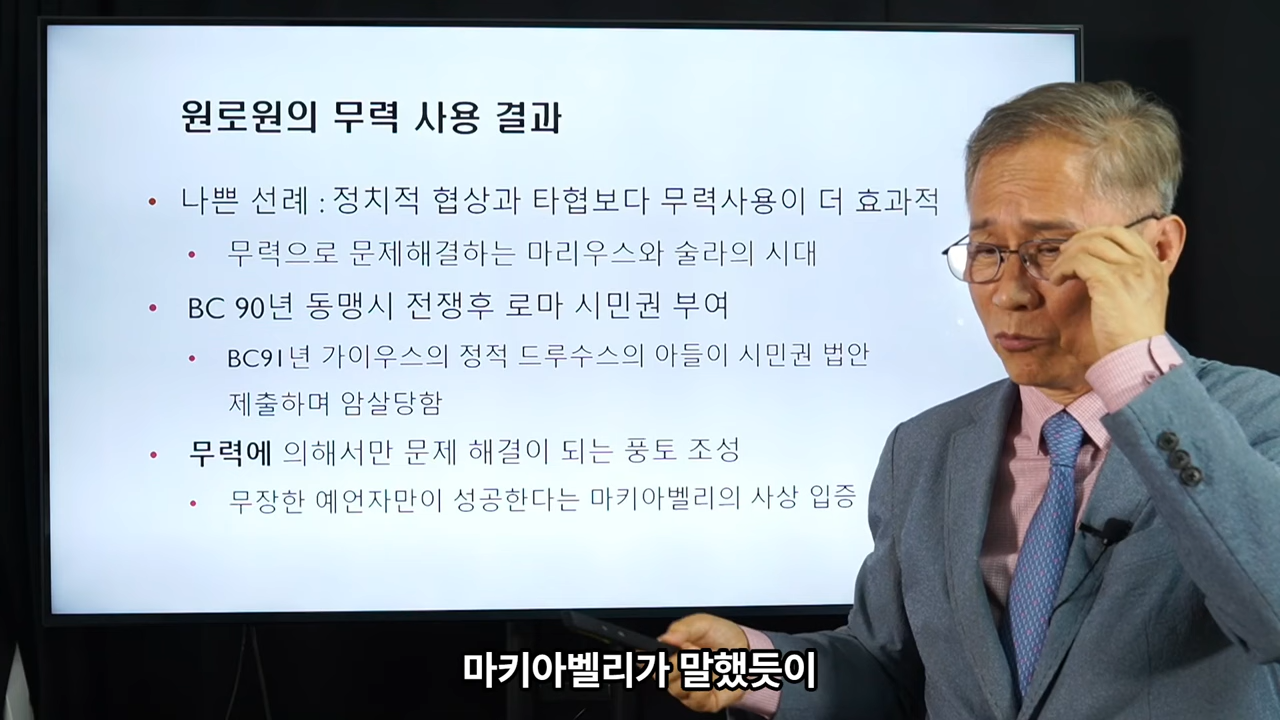 원로원의 무력 사용 결과
• 나쁜 선례 : 정치적 협상과 타협보다 무력사용이 더 효과적
• 무력으로 문제해결하는 마리우스와 술라의 시대
• BC 90년 동맹시 전쟁후 로마 시민권 부여
• BC91년 가이우스의 정적 드루수스의 아들이 시민권 법안
제출하며 암살당함
• 무력에 의해서만 문제 해결이 되는 풍토 조성
• 무장한 예언자만이 성공한다는 마키아벨리의 사상 입증
마키아벨리가 말했듯이